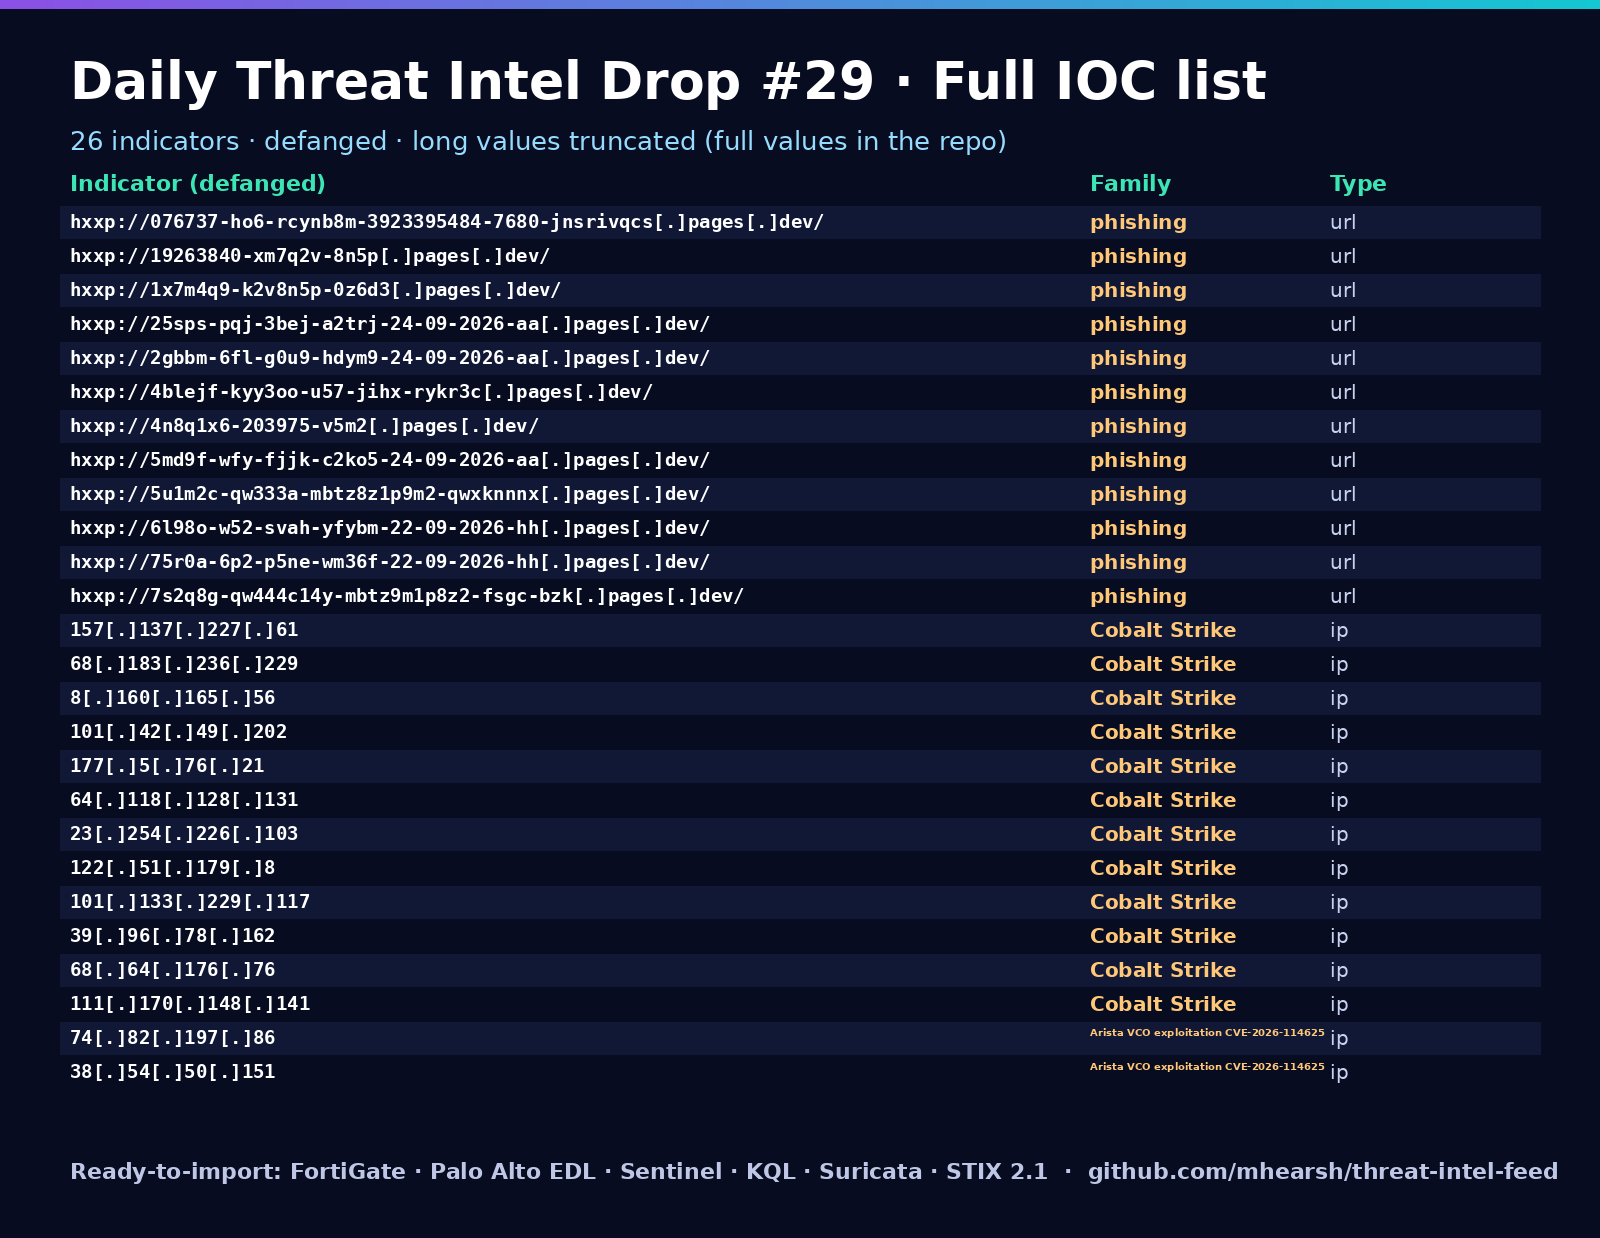 Daily Threat Intel Drop #29 · Full IOC list
26 indicators · defanged · long values truncated (full values in the repo)
Indicator (defanged) Family Type
hxxp://076737-ho6-rcynb8m-3923395484-7680-jnsrivqcs[.]pages[.]dev/ phishing url
hxxp://19263840-xm7q2v-8n5p[.]pages[.]dev/ phishing url
hxxp://1x7m4q9-k2v8n5p-0z6d3[.]pages[.]dev/ phishing url
hxxp://25sps-pqj-3bej-a2trj-24-09-2026-aa[.]pages[.]dev/ phishing url
hxxp://2gbbm-6fl-g0u9-hdym9-24-09-2026-aa[.]pages[.]dev/ phishing url
hxxp://4blejf-kyy3oo-u57-jihx-rykr3c[.]pages[.]dev/ phishing url
hxxp://4n8q1x6-203975-v5m2[.]pages[.]dev/ phishing url
hxxp://5md9f-wfy-fjjk-c2ko5-24-09-2026-aa[.]pages[.]dev/ phishing url
hxxp://5u1m2c-qw333a-mbtz8z1p9m2-qwxknnnx[.]pages[.]dev/ phishing url
hxxp://6l98o-w52-svah-yfybm-22-09-2026-hh[.]pages[.]dev/ phishing url
hxxp://75r0a-6p2-p5ne-wm36f-22-09-2026-hh[.]pages[.]dev/ phishing url
hxxp://7s2q8g-qw444c14y-mbtz9m1p8z2-fsgc-bzk[.]pages[.]dev/ phishing url
157[.]137[.]227[.]61 Cobalt Strike ip
68[.]183[.]236[.]229 Cobalt Strike ip
8[.]160[.]165[.]56 Cobalt Strike ip
101[.]42[.]49[.]202 Cobalt Strike ip
177[.]5[.]76[.]21 Cobalt Strike ip
64[.]118[.]128[.]131 Cobalt Strike ip
23[.]254[.]226[.]103 Cobalt Strike ip
122[.]51[.]179[.]8 Cobalt Strike ip
101[.]133[.]229[.]117 Cobalt Strike ip
39[.]96[.]78[.]162 Cobalt Strike ip
68[.]64[.]176[.]76 Cobalt Strike ip
111[.]170[.]148[.]141 Cobalt Strike ip
74[.]82[.]197[.]86 Arista VCO exploitation CVE-2026-114625 ip
38[.]54[.]50[.]151 Arista VCO exploitation CVE-2026-114625 ip
Ready-to-import: FortiGate · Palo Alto EDL · Sentinel · KQL · Suricata · STIX 2.1 · github.com/mhearsh/threat-intel-feed